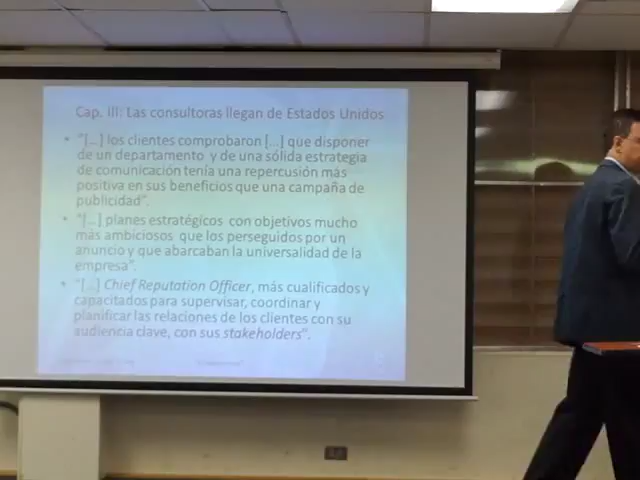 Cap. III: Las consultoras llegan de Estados Unidos
• "[...] los clientes comprobaron [...] que disponer
de un departamento y de una sólida estrategia
de comunicación tenía una repercusión más
positiva en sus beneficios que una campaña de
publicidad".
• "[...] planes estratégicos con objetivos mucho
más ambiciosos que los perseguidos por un
anuncio y que abarcaban la universalidad de la
empresa".
• "[...] Chief Reputation Officer, más cualificados y
capacitados para supervisar, coordinar y
planificar las relaciones de los clientes con su
audiencia clave, con sus stakeholders".